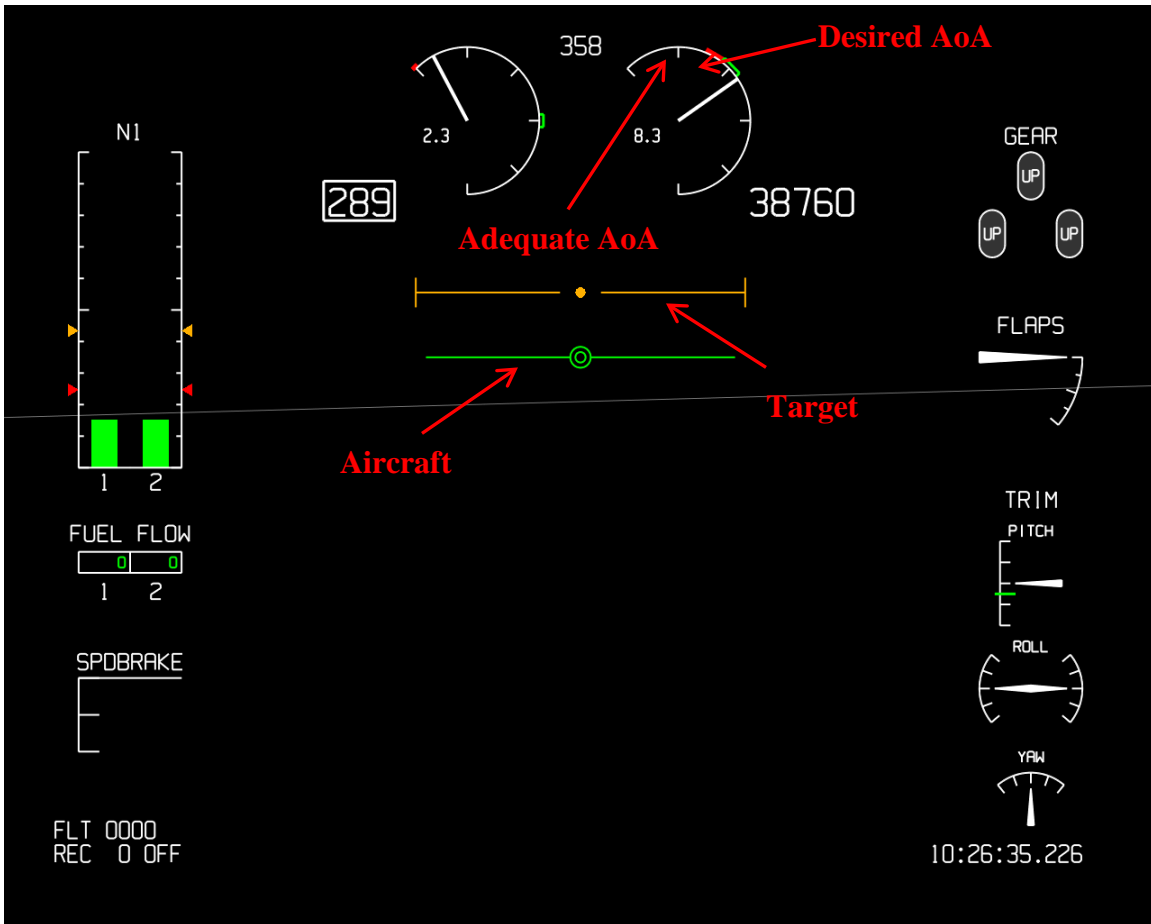 358
Desired AoA
N1
2.3
8.3
GEAR
UP
289
38760
UP
UP
Adequate AoA
FLAPS
Target
Aircraft
1 2
TRIM
FUEL FLOW
PITCH
0 0
1 2
ROLL
SPDBRAKE
YAW
FLT 0000
REC 0 OFF
10:26:35.226